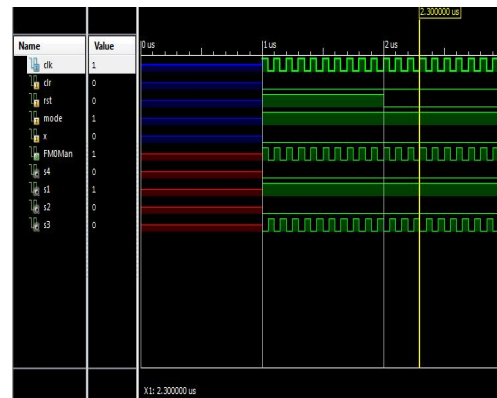 2.300000 us
Name Value 0 us 1 us 2 us
clk 1
clr 0
rst 0
mode 1
x 0
FM0Man 1
s4 0
s1 1
s2 0
s3 0
X1: 2.300000 us